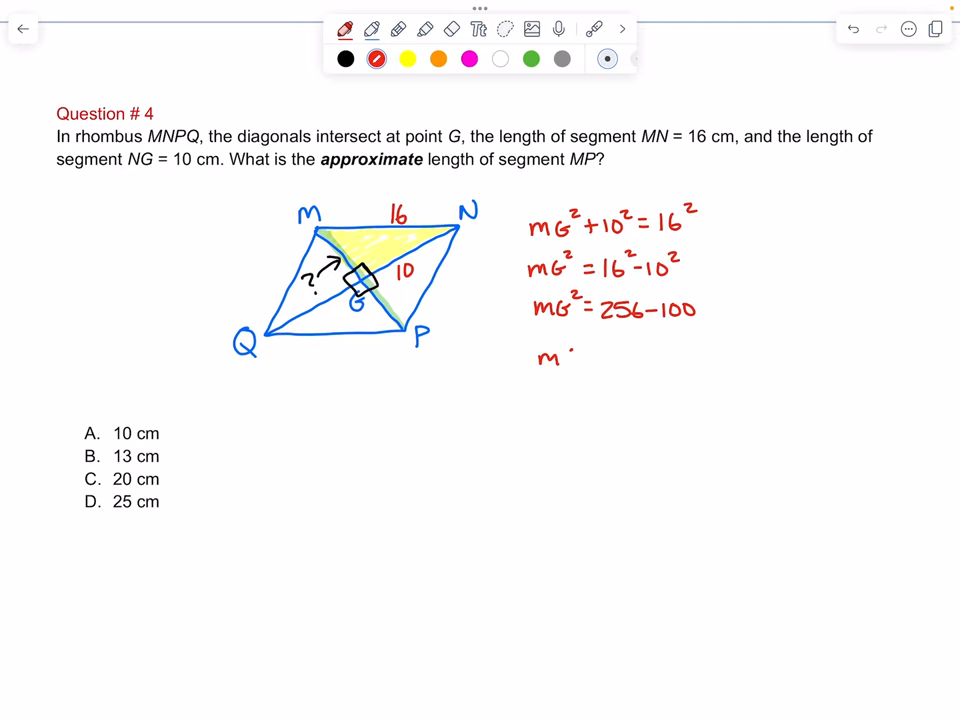 Tt
Question # 4
In rhombus MNPQ, the diagonals intersect at point G, the length of segment MN = 16 cm, and the length of
segment NG = 10 cm. What is the approximate length of segment MP?
M 16 N
? 10
G
Q P
MG² + 10² = 16²
MG² = 16² - 10²
MG² = 256 - 100
M
A. 10 cm
B. 13 cm
C. 20 cm
D. 25 cm